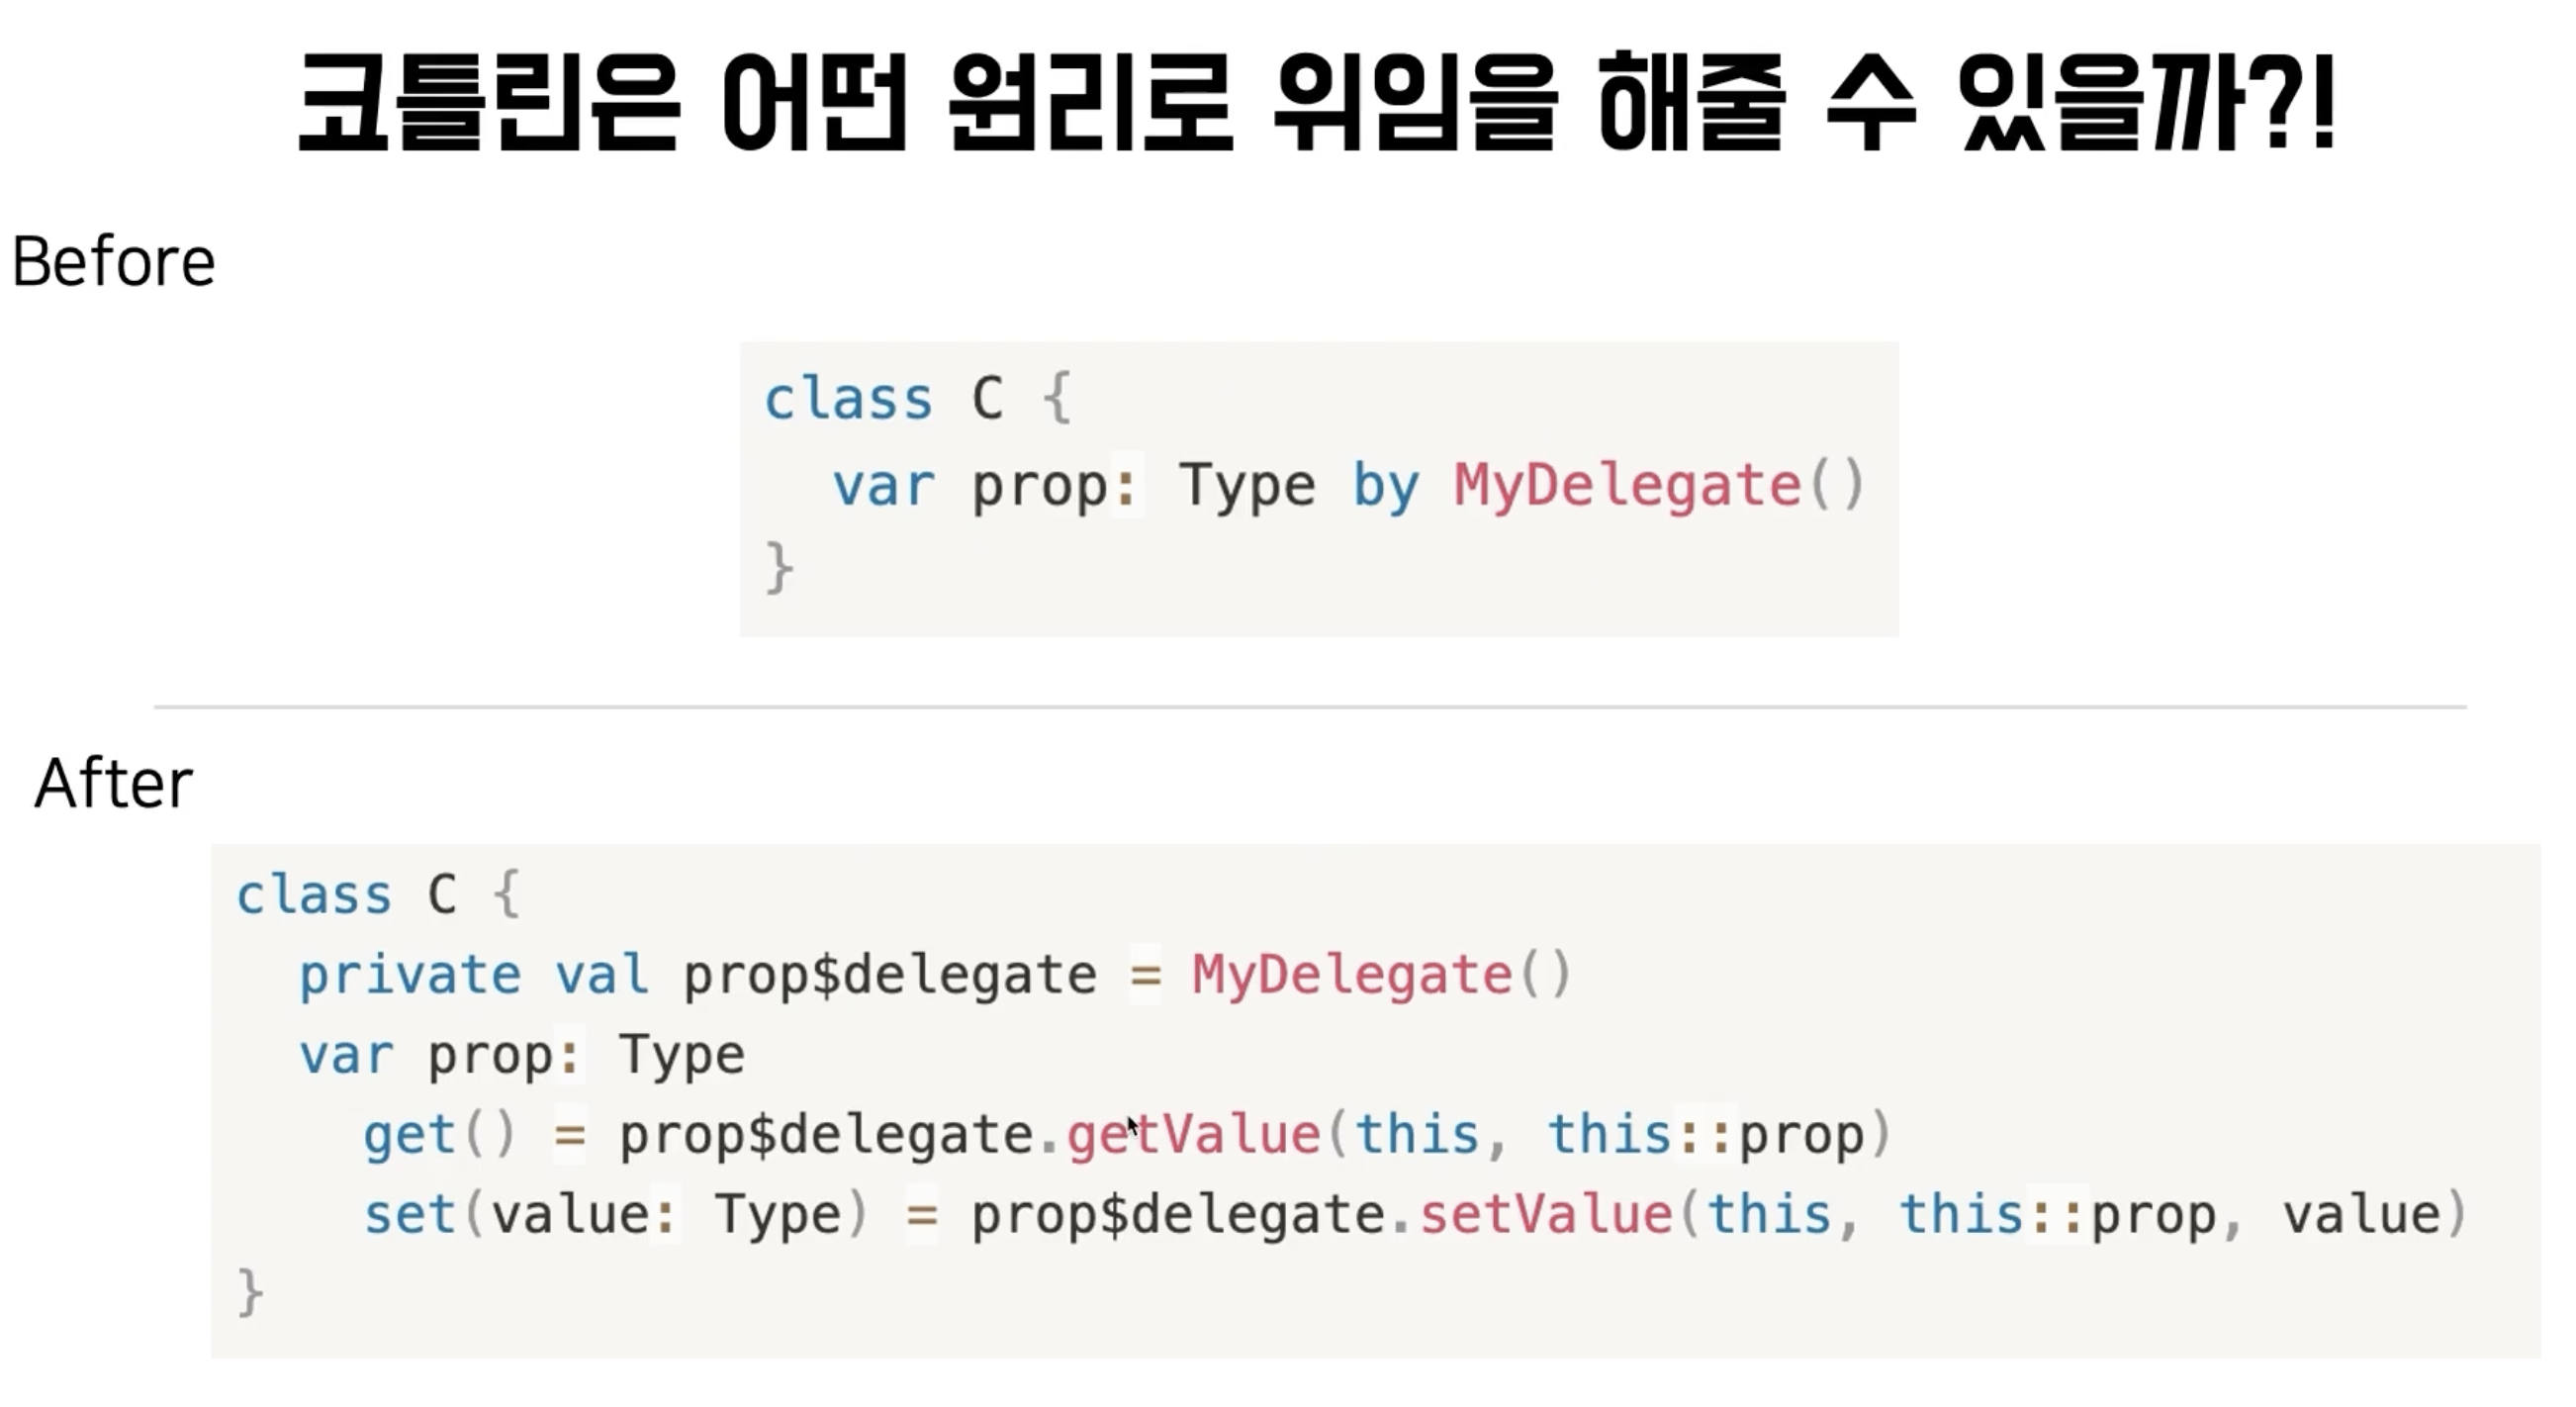 코틀린은 어떤 원리로 위임을 해줄 수 있을까?!
Before
class C {
  var prop: Type by MyDelegate()
}
After
class C {
  private val prop$delegate = MyDelegate()
  var prop: Type
    get() = prop$delegate.getValue(this, this::prop)
    set(value: Type) = prop$delegate.setValue(this, this::prop, value)
}